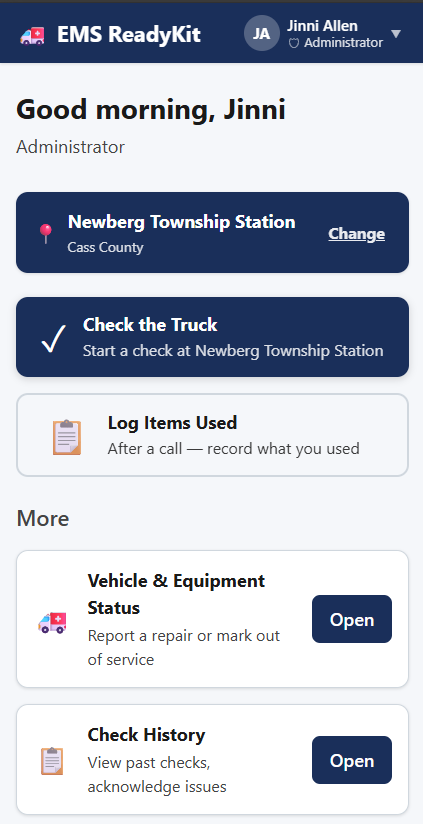 EMS ReadyKit
JA
Jinni Allen
Administrator
Good morning, Jinni
Administrator
Newberg Township Station
Cass County
Change
Check the Truck
Start a check at Newberg Township Station
Log Items Used
After a call — record what you used
More
Vehicle & Equipment
Status
Report a repair or mark out
of service
Open
Check History
View past checks,
acknowledge issues
Open